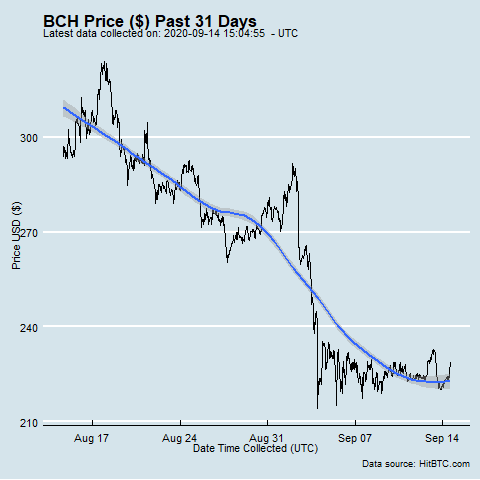 BCH Price ($) Past 31 Days
Latest data collected on: 2020-09-14 15:04:55 - UTC
Price USD ($)
300
270
240
210
Aug 17 Aug 24 Aug 31 Sep 07 Sep 14
Date Time Collected (UTC)
Data source: HitBTC.com